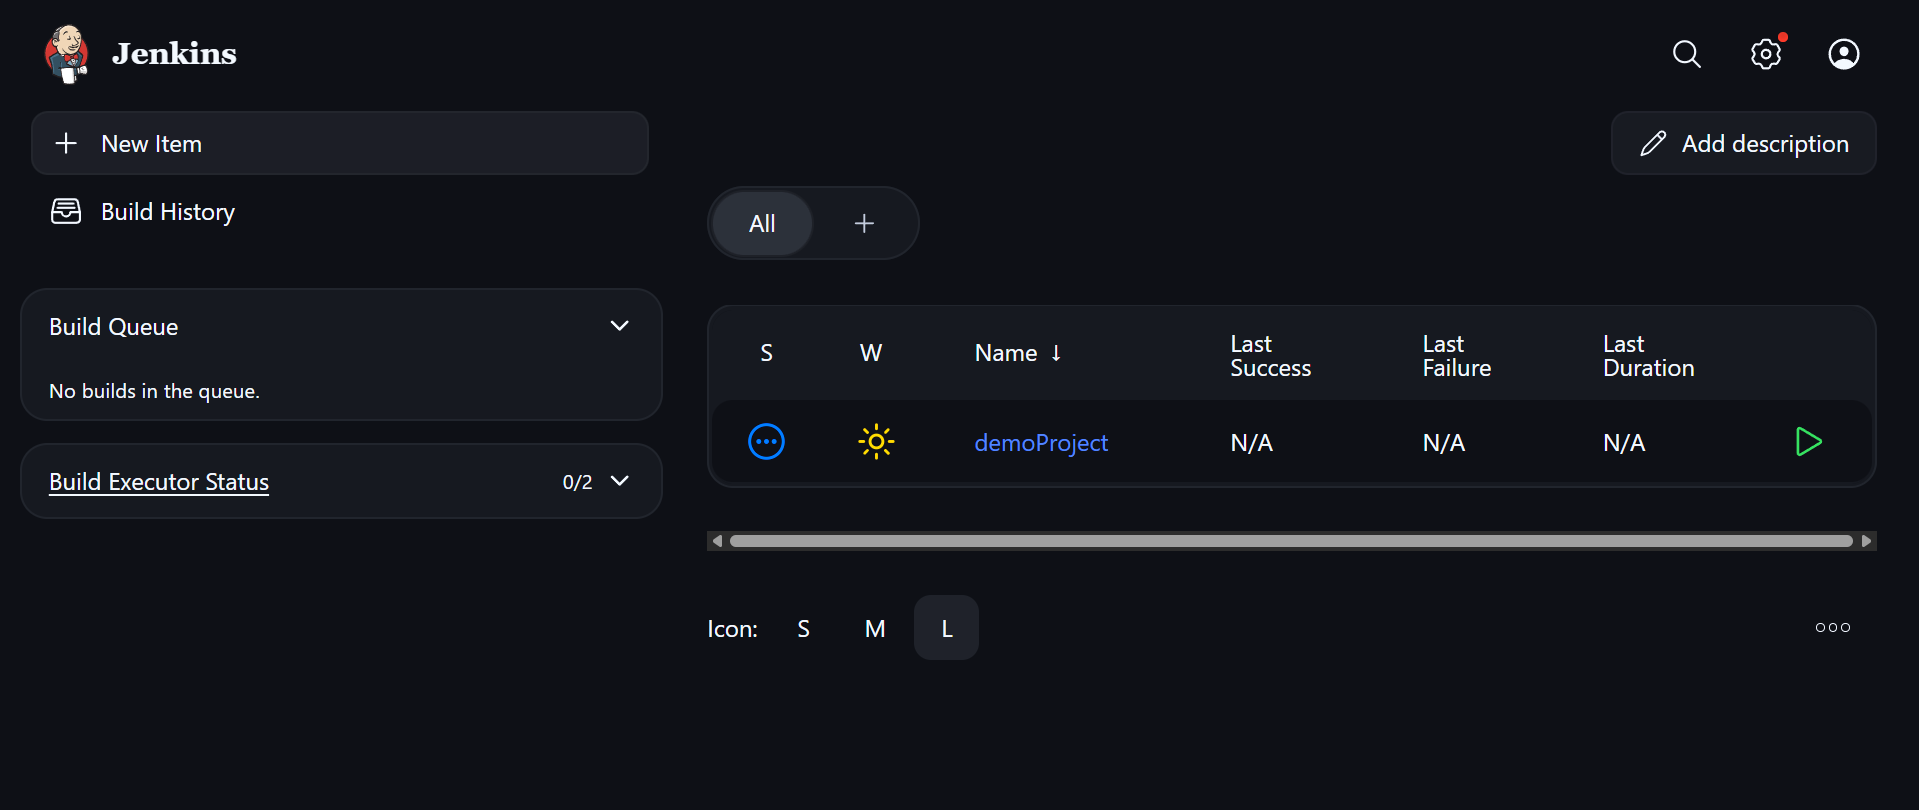 Jenkins
New Item
Add description
Build History
All
Build Queue
No builds in the queue.
Build Executor Status 0/2
S W Name ↓ Last Success Last Failure Last Duration
demoProject N/A N/A N/A
Icon: S M L